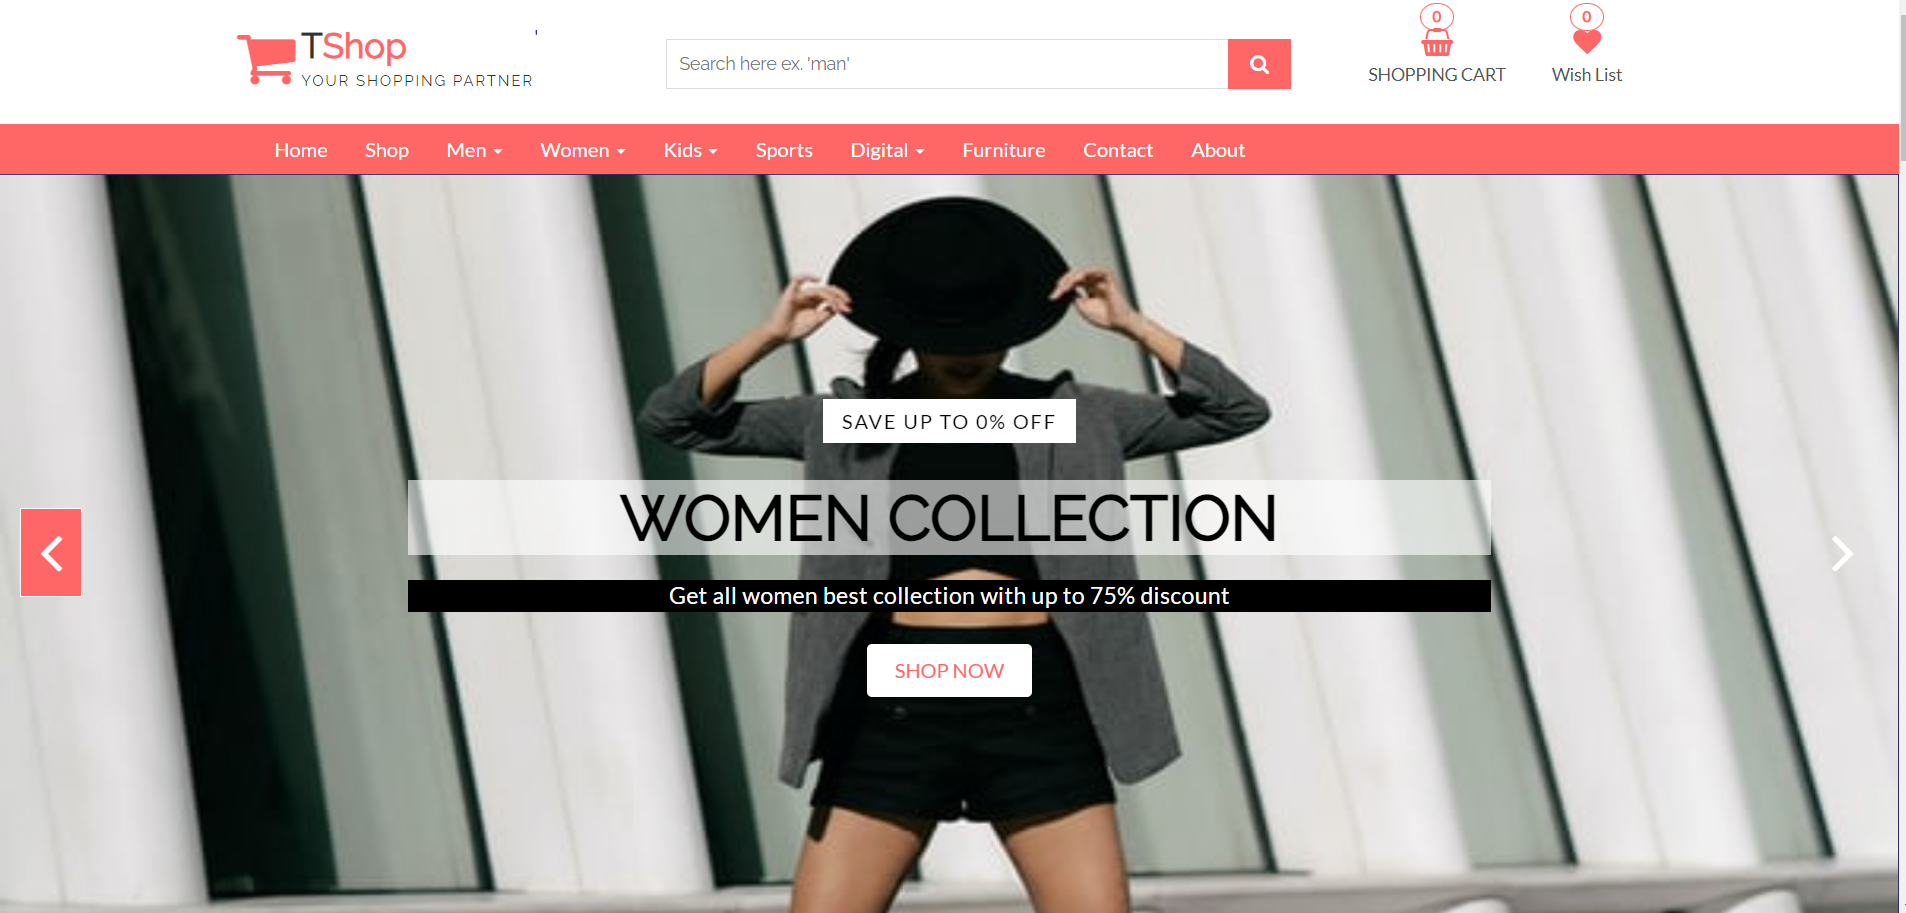 TShop
YOUR SHOPPING PARTNER
'
Search here ex. 'man'
0
SHOPPING CART
0
Wish List
Home Shop Men Women Kids Sports Digital Furniture Contact About
SAVE UP TO 0% OFF
WOMEN COLLECTION
Get all women best collection with up to 75% discount
SHOP NOW